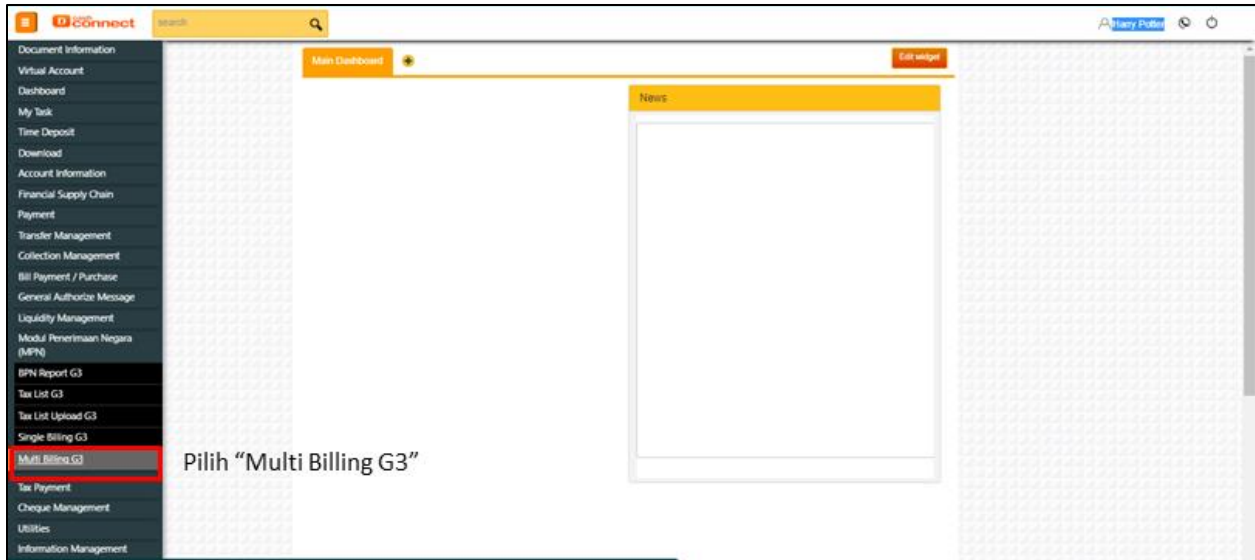 D connect
search
Harry Potter
Document Information
Virtual Account
Dashboard
My Task
Time Deposit
Download
Account Information
Financial Supply Chain
Payment
Transfer Management
Collection Management
Bill Payment / Purchase
General Authorize Message
Liquidity Management
Modul Penerimaan Negara
(MPN)
BPN Report G3
Tax List G3
Tax List Upload G3
Single Billing G3
Multi Billing G3
Tax Payment
Cheque Management
Utilities
Information Management
Main Dashboard
Edit widget
News
Pilih “Multi Billing G3”